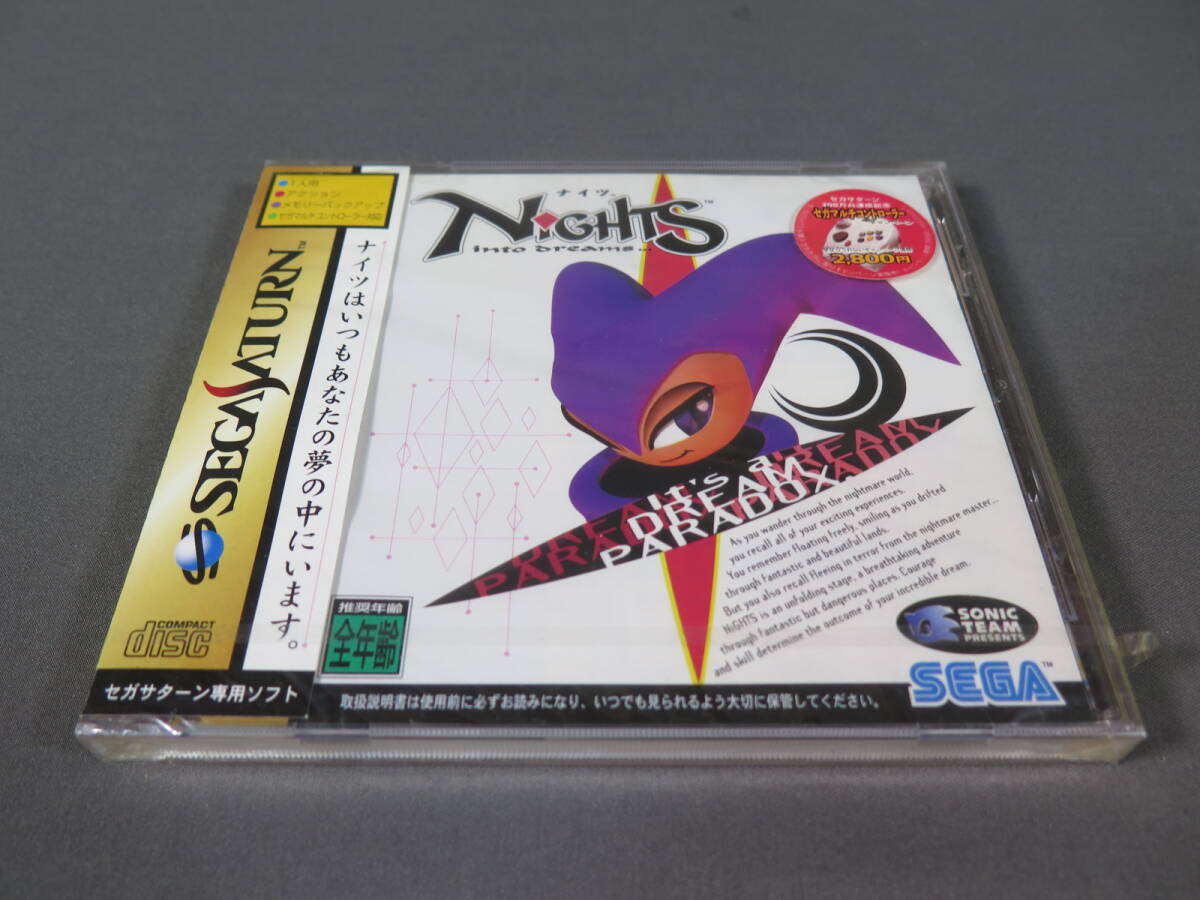 1人用
アクション
メモリーバックアップ
セガマルチコントローラー対応
SEGA SATURN™
COMPACT
disc
セガサターン専用ソフト
ナイツはいつもあなたの夢の中にいます。
ナイツ
NiGHTS™
into dreams...
セガサターン
セガマルチコントローラー
2,800円
It's a
DREAM
PARADOX
As you wander through the nightmare world,
you recall all of your exciting experiences.
You remember floating freely, smiling as you drifted
through fantastic and beautiful lands.
But you also recall fleeing in terror from the nightmare master...
NiGHTS is an unfolding stage, a breathtaking adventure
through fantastic but dangerous places. Courage
and skill determine the outcome of your incredible dream.
推奨年齢
全年齢
SONIC
TEAM
PRESENTS
SEGA™
取扱説明書は使用前に必ずお読みになり、いつでも見られるよう大切に保管してください。